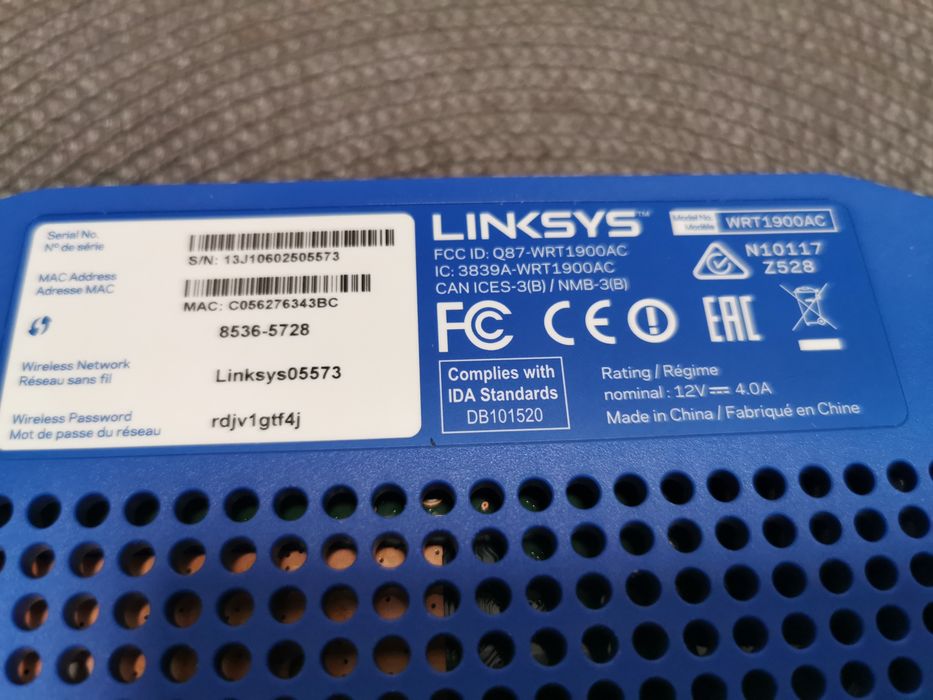 Serial No.
Nº de série
S/N: 13J10602505573
MAC Address
Adresse MAC
MAC: C056276343BC
8536-5728
Wireless Network
Réseau sans fil
Linksys05573
Wireless Password
Mot de passe du réseau
rdjv1gtf4j
LINKSYS™
Model No.
Modèle
WRT1900AC
FCC ID: Q87-WRT1900AC
IC: 3839A-WRT1900AC
CAN ICES-3(B) / NMB-3(B)
N10117
Z528
FC CE EAC
Complies with
IDA Standards
DB101520
Rating / Régime
nominal : 12V⎓ 4.0A
Made in China / Fabriqué en Chine